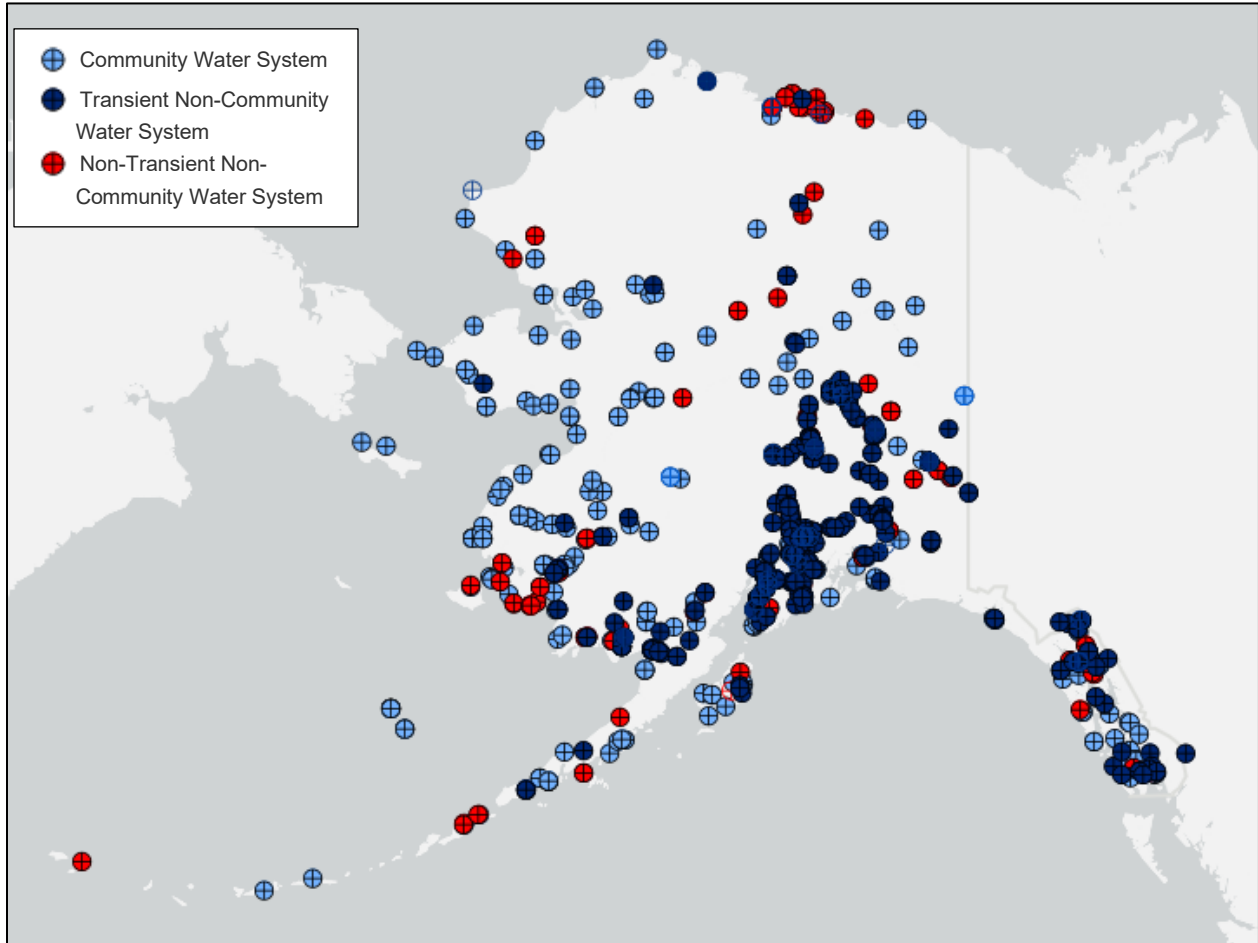 Community Water System
Transient Non-Community
Water System
Non-Transient Non-
Community Water System